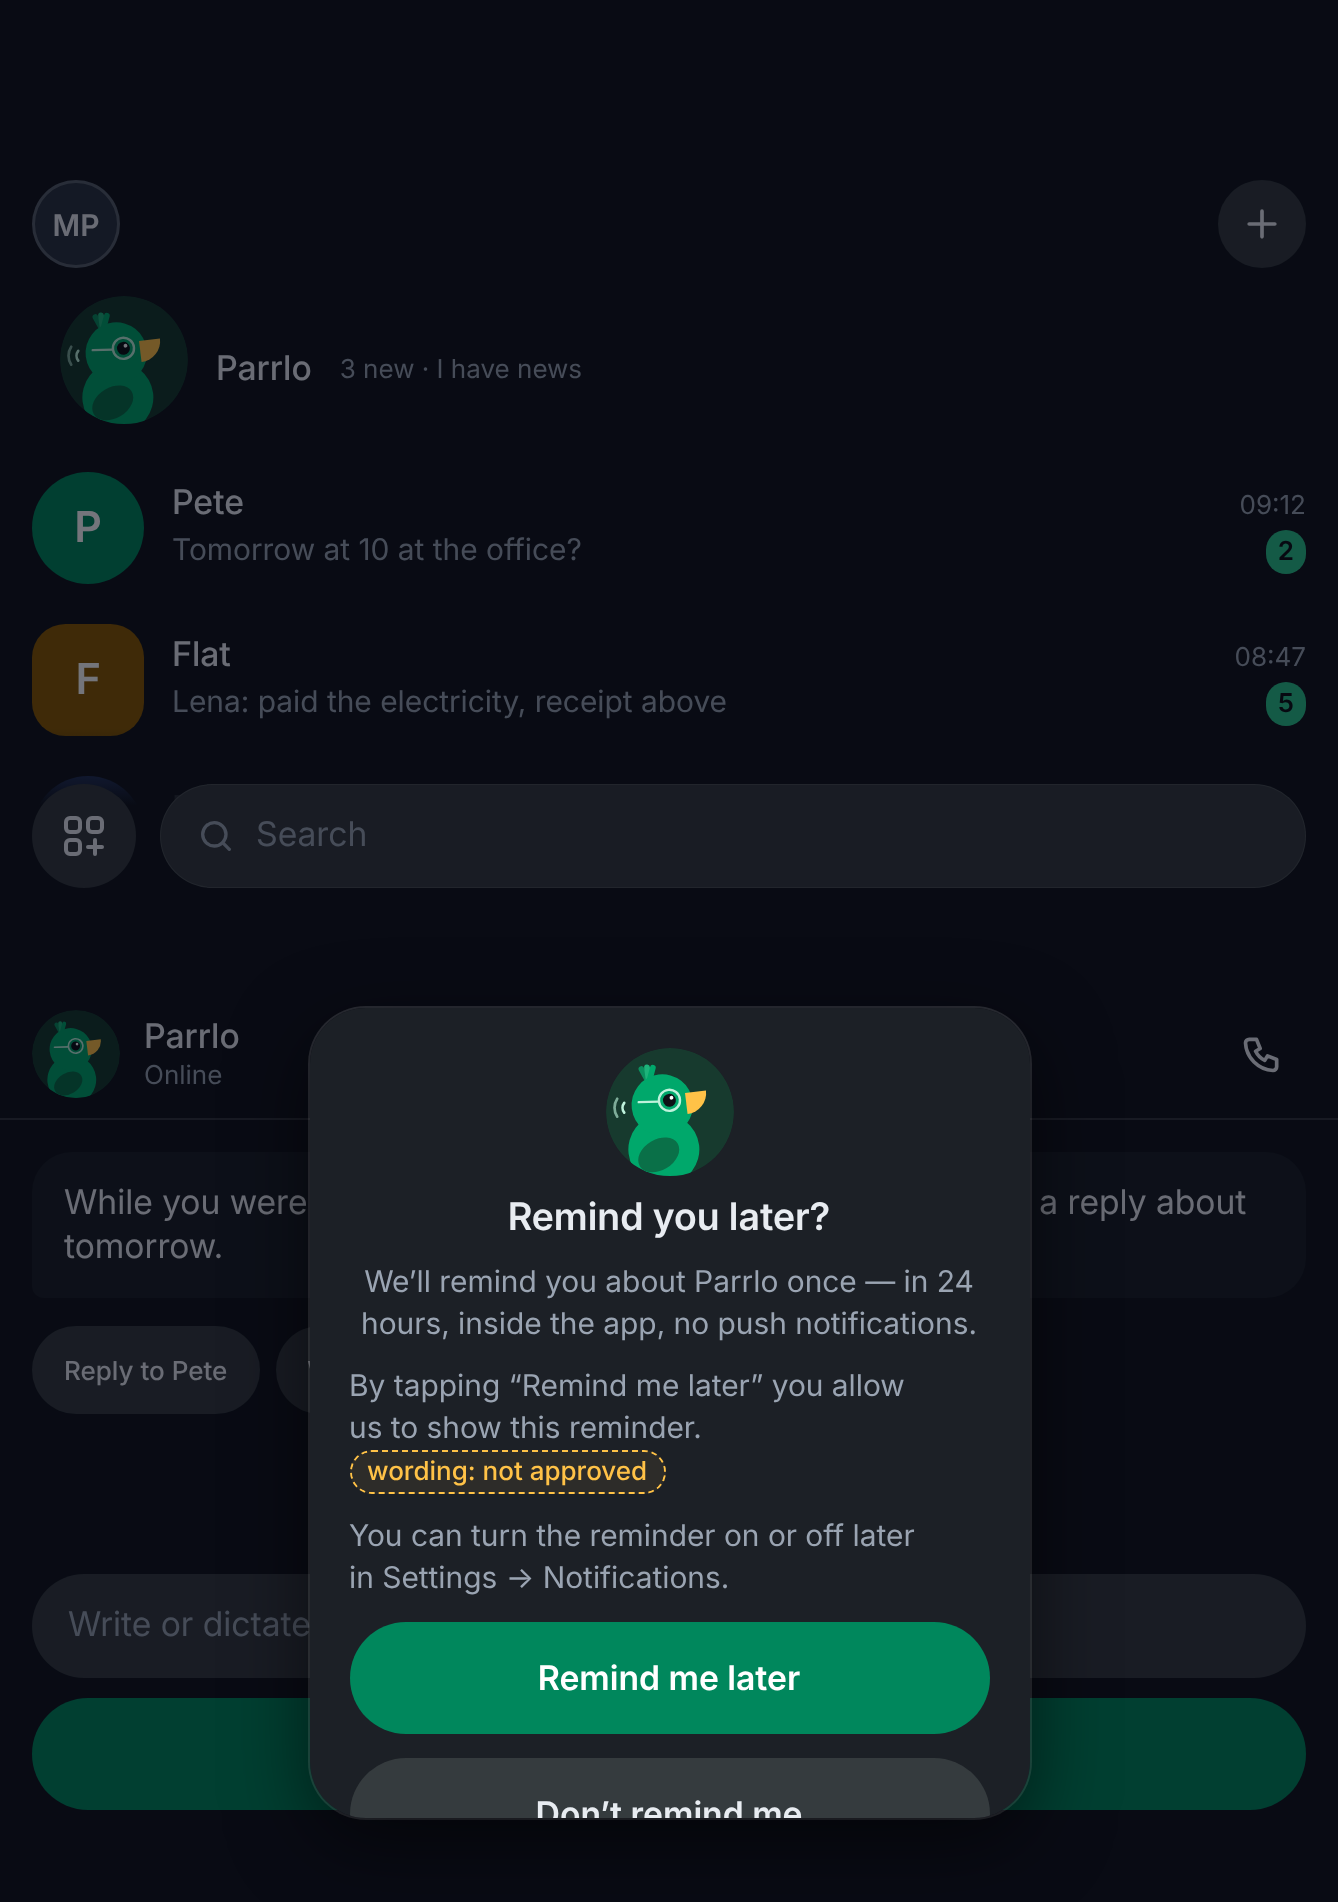 MP
Parrlo 3 new · I have news
Pete 09:12
Tomorrow at 10 at the office? 2
P
Flat 08:47
Lena: paid the electricity, receipt above 5
F
Search
Parrlo
Online
While you were a reply about
tomorrow.
Reply to Pete
Write or dictate
Remind you later?
We’ll remind you about Parrlo once — in 24
hours, inside the app, no push notifications.
By tapping “Remind me later” you allow
us to show this reminder.
wording: not approved
You can turn the reminder on or off later
in Settings → Notifications.
Remind me later
Don’t remind me